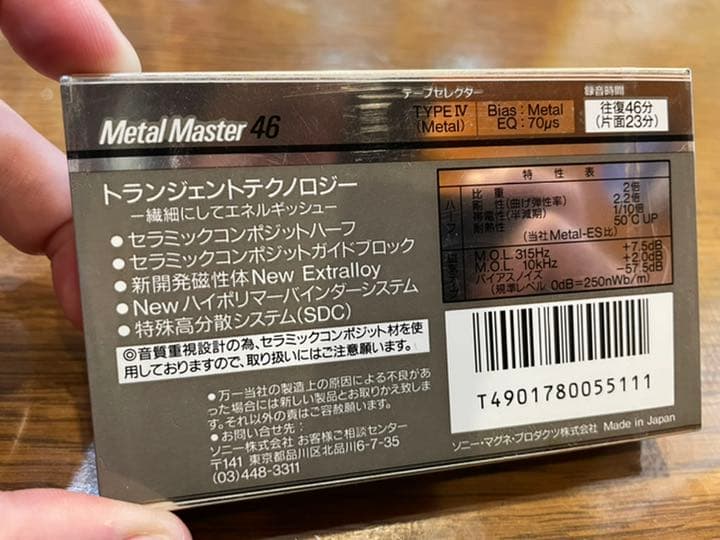 テープセレクター
録音時間
Metal Master 46
TYPE IV
(Metal)
Bias : Metal
EQ : 70μs
往復46分
(片面23分)
トランジェントテクノロジー
—繊細にしてエネルギッシュ—
●セラミックコンポジットハーフ
●セラミックコンポジットガイドブロック
●新開発磁性体New Extralloy
●Newハイポリマーバインダーシステム
●特殊高分散システム(SDC)
◎音質重視設計の為、セラミックコンポジット材を使
用しておりますので、取り扱いにはご注意願います。
●万一当社の製造上の原因による不良があ
った場合には新しい製品とお取りかえ致しま
す。それ以外の責はご容赦願います。
●お問い合せ先:
ソニー株式会社 お客様ご相談センター
〒141 東京都品川区北品川6-7-35
(03)448-3311
特性表
ハーフ
比重 2倍
剛性(曲げ弾性率) 2.2倍
帯電性(半減期) 1/10倍
耐熱性 50°C UP
(当社Metal-ES比)
M.O.L. 315Hz +7.5dB
M.O.L. 10kHz +2.0dB
バイアスノイズ -57.5dB
(規準レベル 0dB=250nWb/m)
T4901780055111
ソニー・マグネ・プロダクツ株式会社 Made in Japan